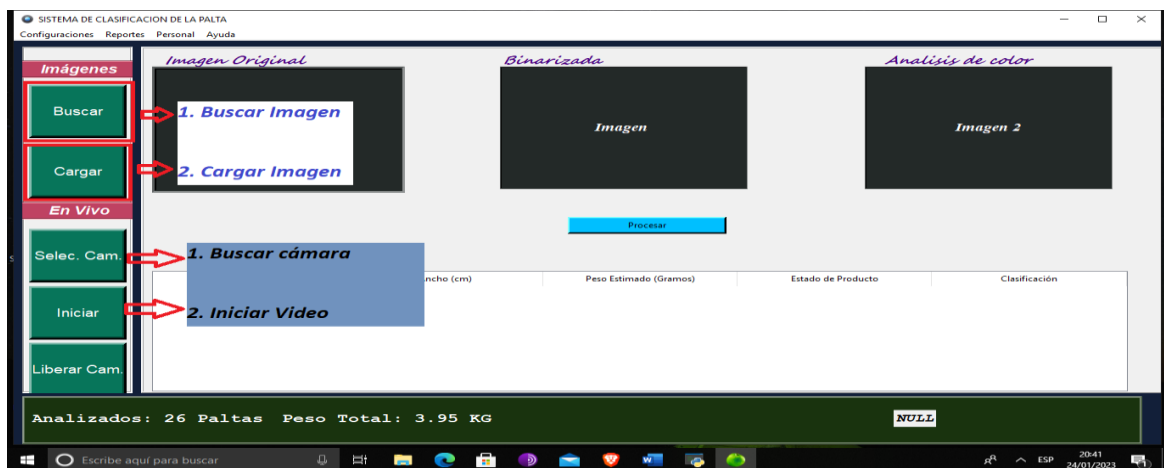 SISTEMA DE CLASIFICACION DE LA PALTA
Configuraciones Reportes Personal Ayuda
Imágenes
Imagen Original
Binarizada
Analisis de color
Buscar
1. Buscar Imagen
Imagen
Imagen 2
Cargar
2. Cargar Imagen
En Vivo
Procesar
Selec. Cam.
1. Buscar cámara
ncho (cm)
Peso Estimado (Gramos)
Estado de Producto
Clasificación
Iniciar
2. Iniciar Video
Liberar Cam.
Analizados: 26 Paltas Peso Total: 3.95 KG
NULL
Escribe aquí para buscar
ESP
20:41
24/01/2023